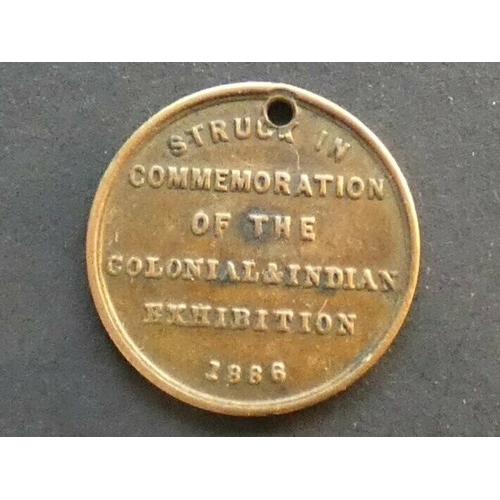 STRUCK IN
COMMEMORATION
OF THE
COLONIAL & INDIAN
EXHIBITION
1886